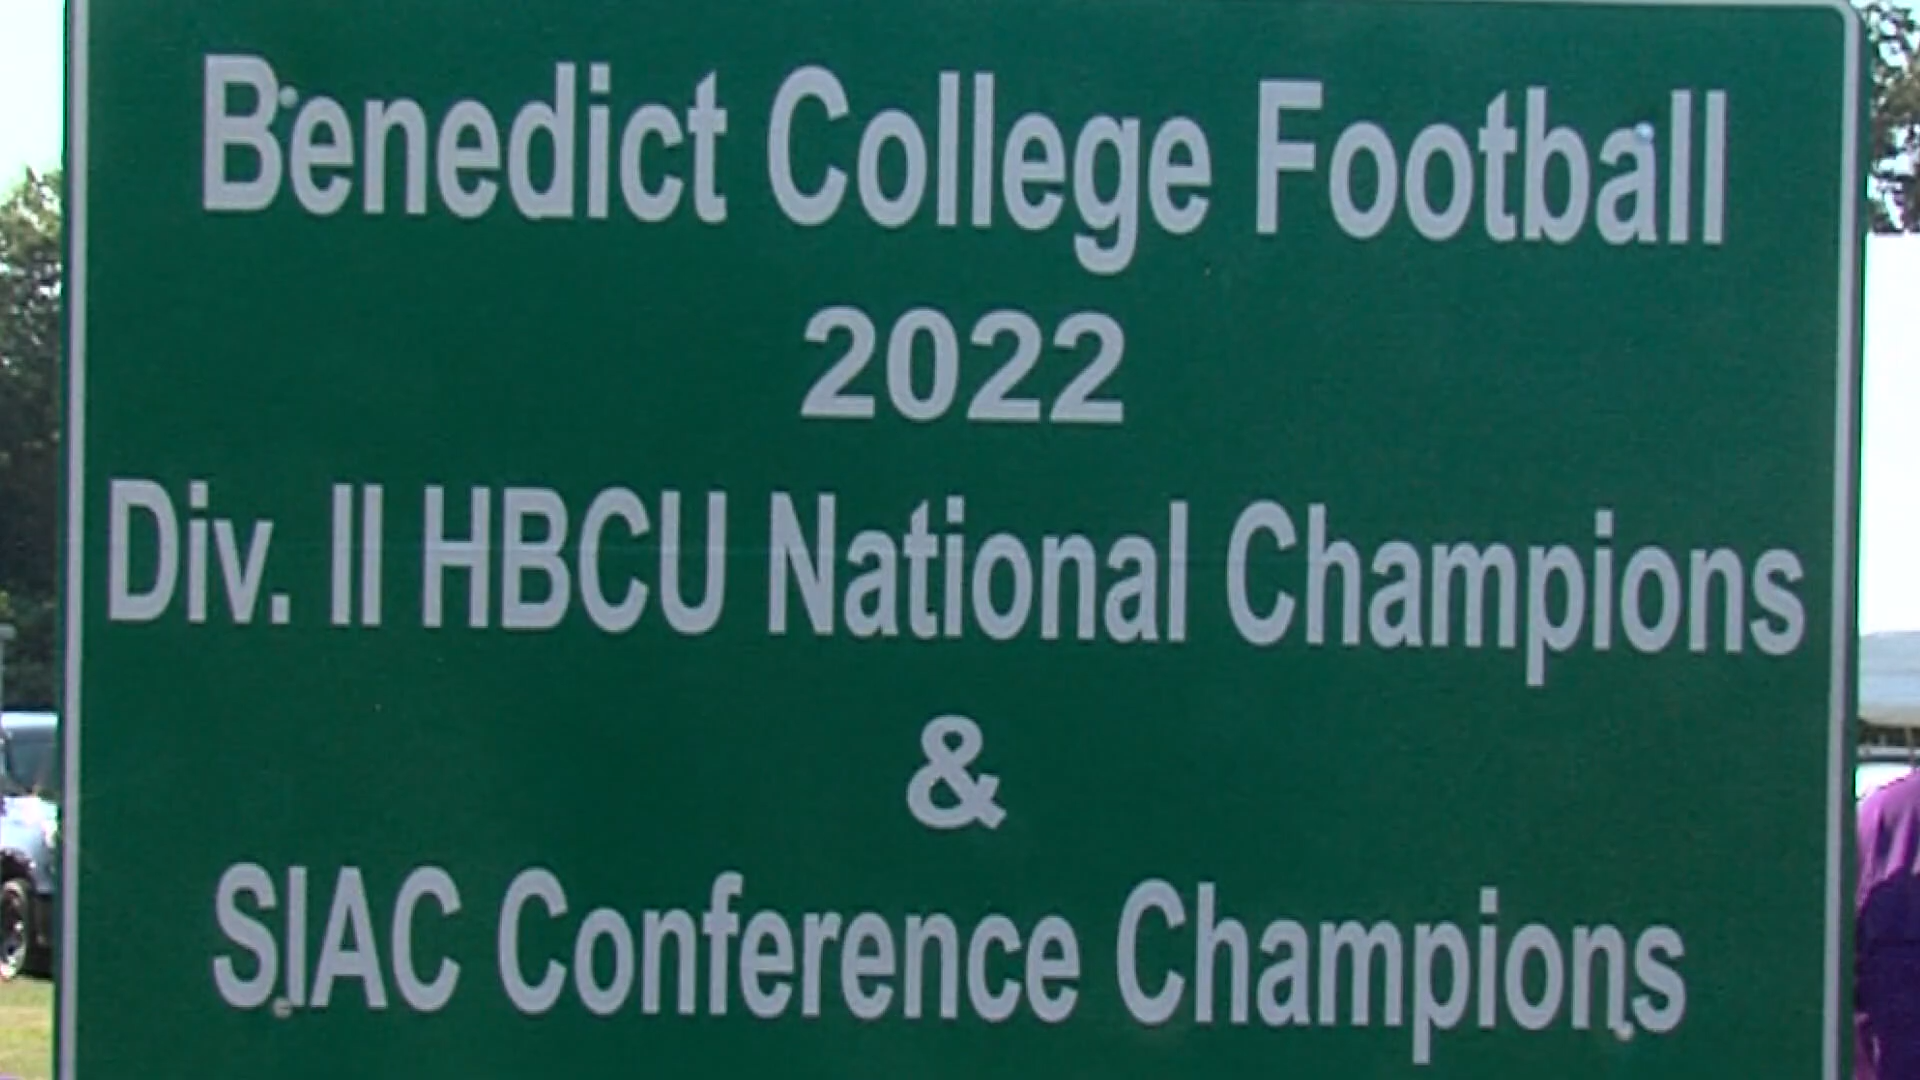 Benedict College Football
2022
Div. II HBCU National Champions
&
SIAC Conference Champions